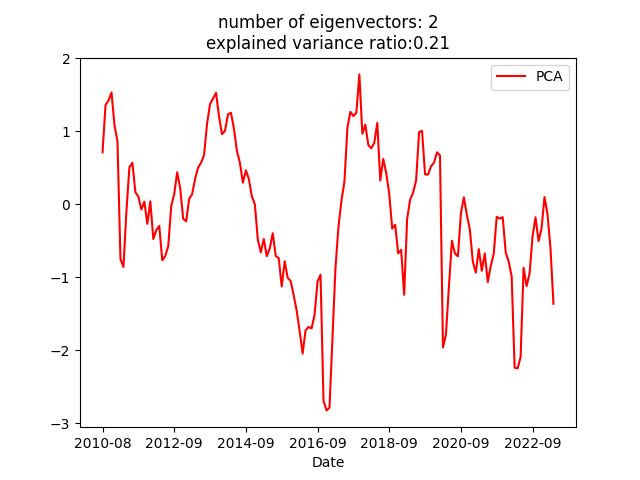 number of eigenvectors: 2
explained variance ratio:0.21
PCA
2
1
0
−1
−2
−3
2010-08 2012-09 2014-09 2016-09 2018-09 2020-09 2022-09
Date